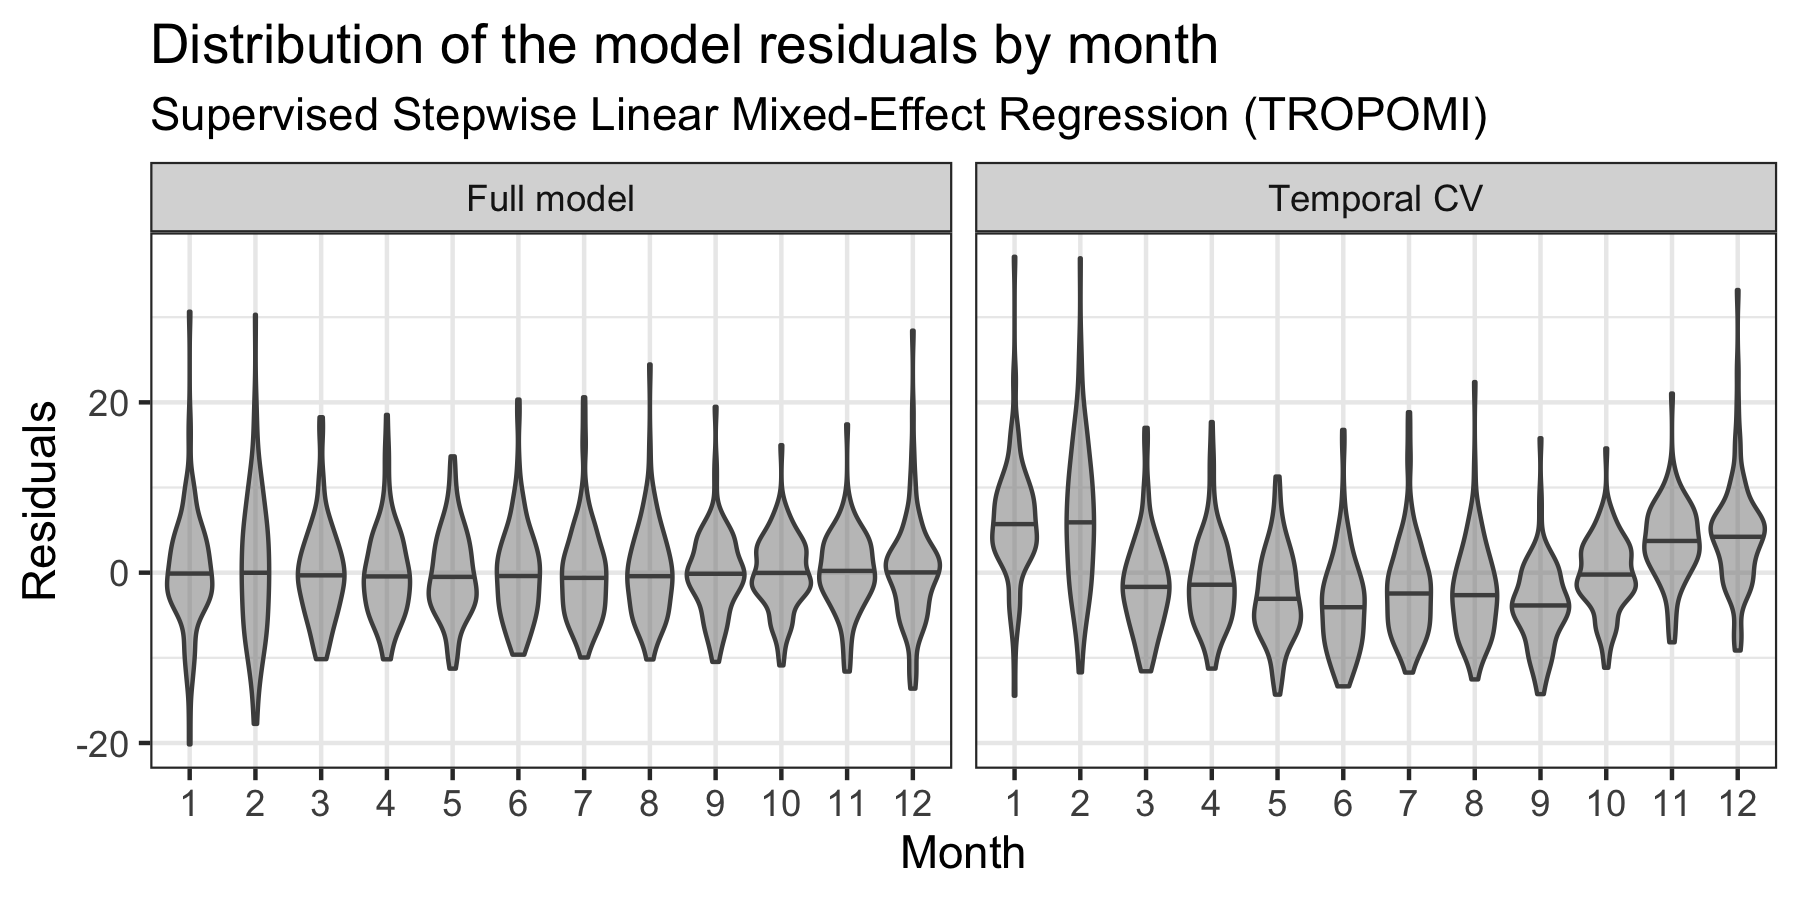 Distribution of the model residuals by month
Supervised Stepwise Linear Mixed-Effect Regression (TROPOMI)
Full model
Temporal CV
Residuals
20
0
-20
1 2 3 4 5 6 7 8 9 10 11 12
1 2 3 4 5 6 7 8 9 10 11 12
Month